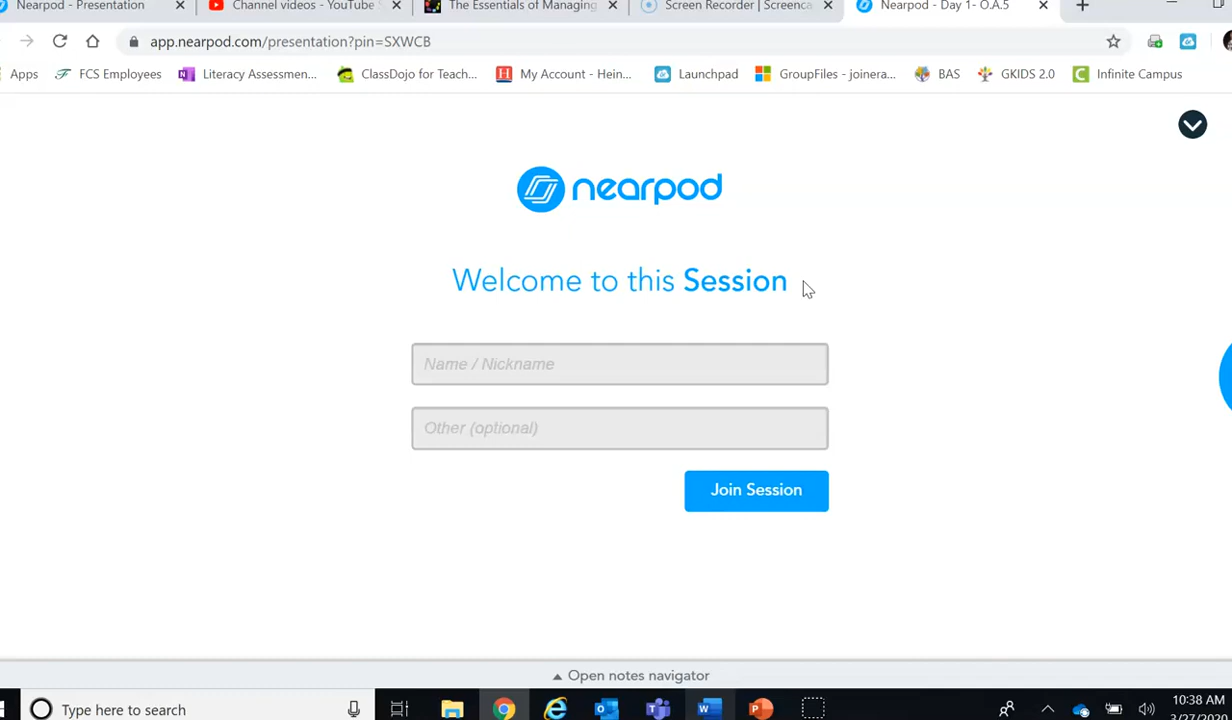 Nearpod - Presentation
Channel videos - YouTube
The Essentials of Managing
Screen Recorder | Screenca
Nearpod - Day 1- O.A.5
app.nearpod.com/presentation?pin=SXWCB
Apps
FCS Employees
Literacy Assessmen...
ClassDojo for Teach...
My Account - Hein...
Launchpad
GroupFiles - joinera...
BAS
GKIDS 2.0
Infinite Campus
nearpod
Welcome to this Session
Name / Nickname
Other (optional)
Join Session
Open notes navigator
Type here to search
10:38 AM
3/27/2020